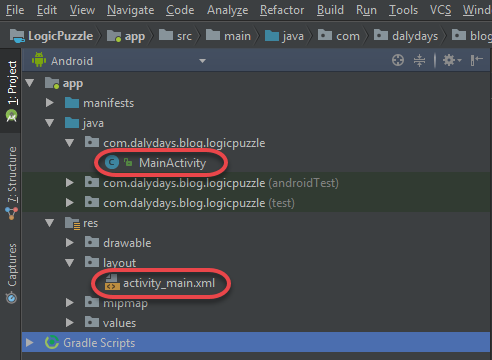 File Edit View Navigate Code Analyze Refactor Build Run Tools VCS Window
LogicPuzzle app src main java com dalydays blog
Android
1: Project
7: Structure
Captures
app
manifests
java
com.dalydays.blog.logicpuzzle
MainActivity
com.dalydays.blog.logicpuzzle (androidTest)
com.dalydays.blog.logicpuzzle (test)
res
drawable
layout
activity_main.xml
mipmap
values
Gradle Scripts